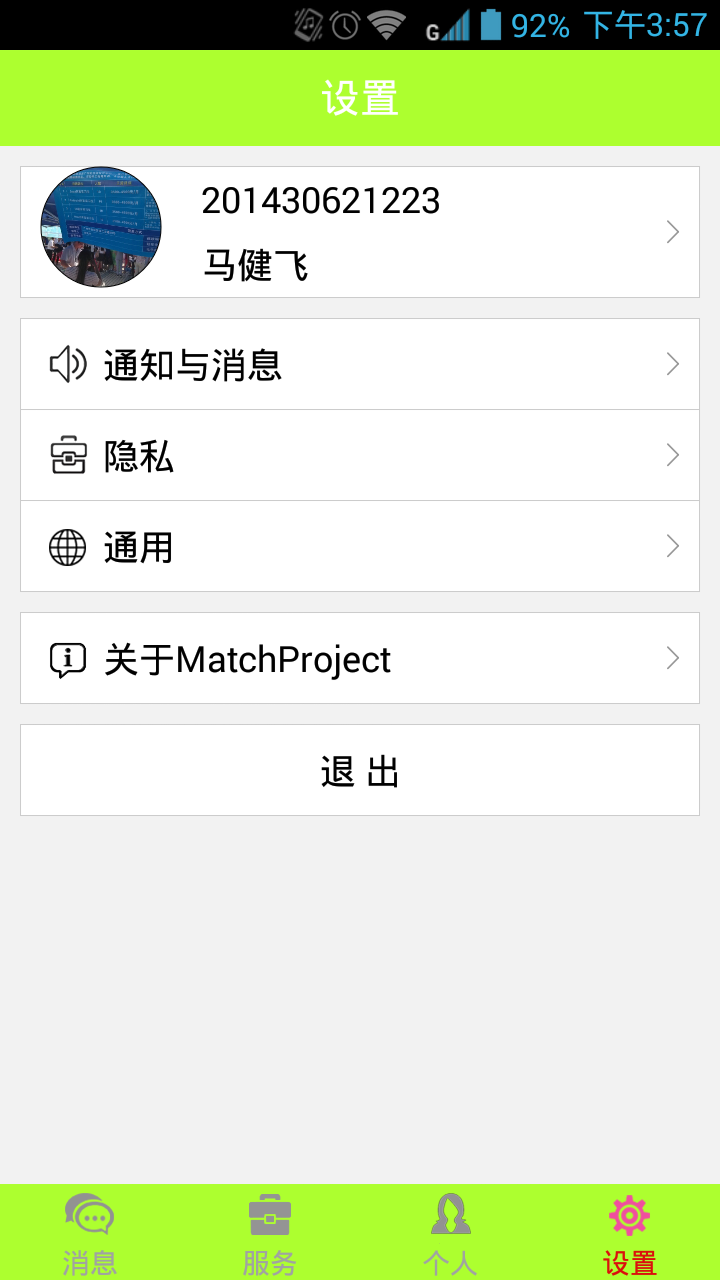 92% 下午3:57
设置
201430621223
马健飞
通知与消息
隐私
通用
关于MatchProject
退 出
消息 服务 个人 设置